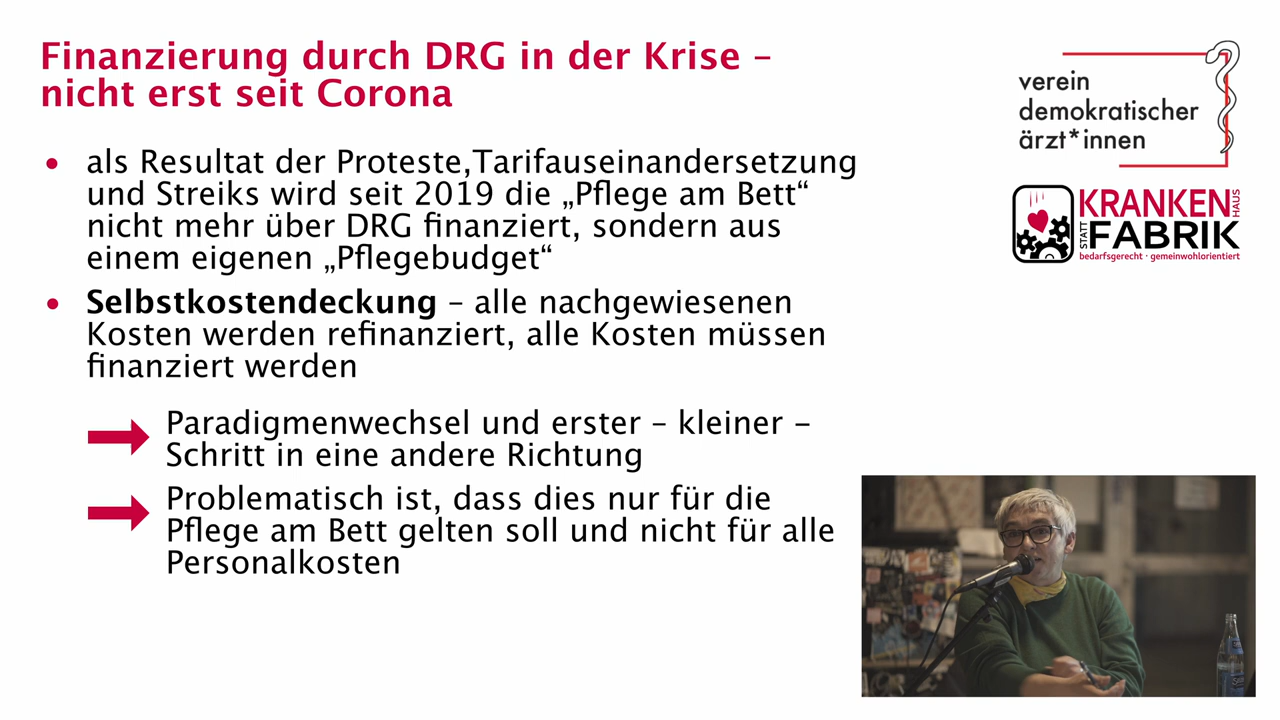 Finanzierung durch DRG in der Krise –
nicht erst seit Corona
• als Resultat der Proteste,Tarifauseinandersetzung
und Streiks wird seit 2019 die „Pflege am Bett“
nicht mehr über DRG finanziert, sondern aus
einem eigenen „Pflegebudget“
• Selbstkostendeckung – alle nachgewiesenen
Kosten werden refinanziert, alle Kosten müssen
finanziert werden
Paradigmenwechsel und erster – kleiner –
Schritt in eine andere Richtung
Problematisch ist, dass dies nur für die
Pflege am Bett gelten soll und nicht für alle
Personalkosten
verein
demokratischer
ärzt*innen
KRANKEN HAUS
STATT FABRIK
bedarfsgerecht · gemeinwohlorientiert